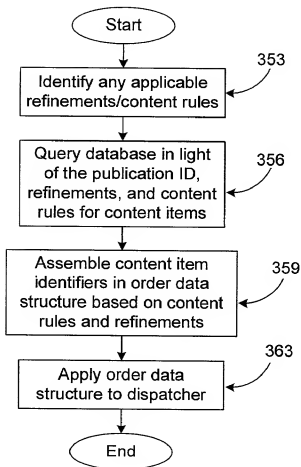 Start
353
Identify any applicable
refinements/content rules
356
Query database in light
of the publication ID,
refinements, and content
rules for content items
359
Assemble content item
identifiers in order data
structure based on content
rules and refinements
363
Apply order data
structure to dispatcher
End